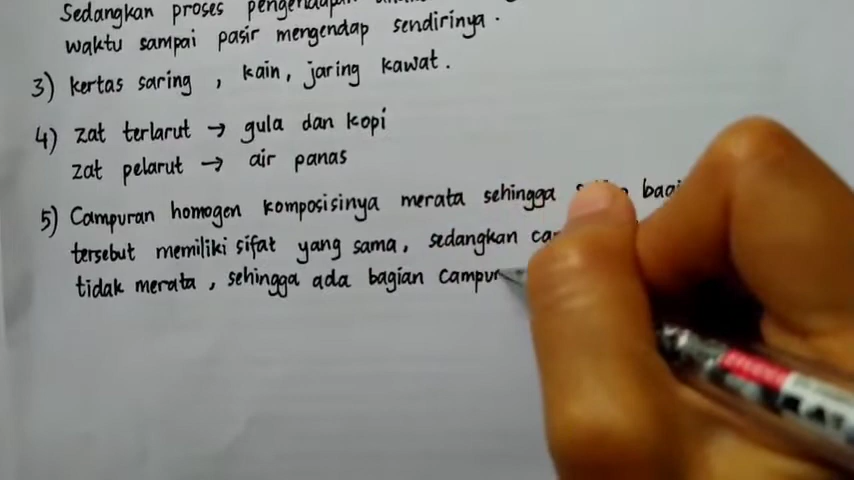 Sedangkan proses
waktu sampai pasir mengendap sendirinya.
3) kertas saring, kain, jaring kawat.
4) zat terlarut → gula dan kopi
zat pelarut → air panas
5) Campuran homogen komposisinya merata sehingga
tersebut memiliki sifat yang sama, sedangkan
tidak merata, sehingga ada bagian campur